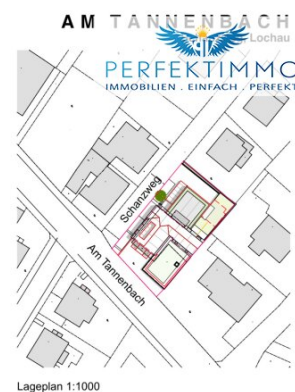 AM TANNENBACH
Lochau
PERFEKTIMMO
IMMOBILIEN . EINFACH . PERFEKT
Schanzweg
Am Tannenbach
Lageplan 1:1000